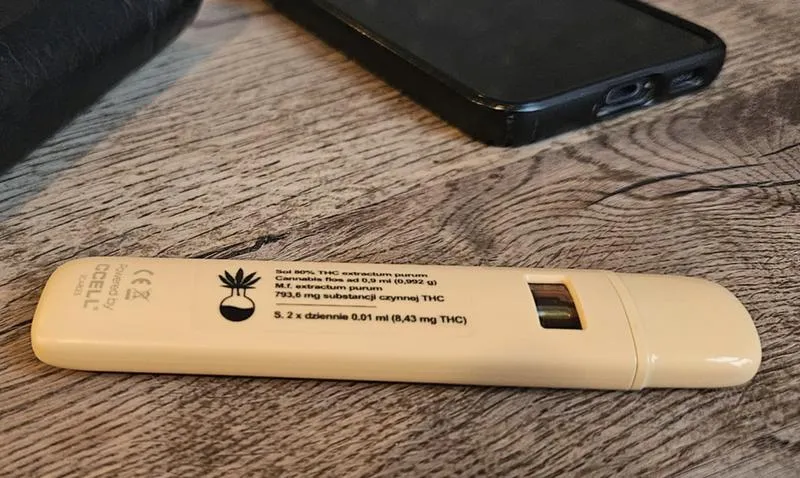 Powered by
CCELL
CE
Sol 80% THC extractum purum
Cannabis flos ad 0,9 ml (0,992 g)
M.f. extractum purum
793,6 mg substancji czynnej THC
S. 2 x dziennie 0.01 ml (8,43 mg THC)